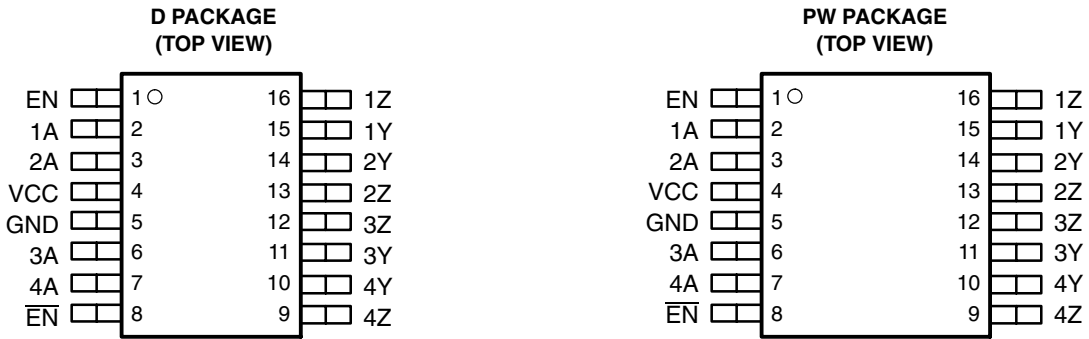 D PACKAGE
(TOP VIEW)
EN 1 16 1Z
1A 2 15 1Y
2A 3 14 2Y
VCC 4 13 2Z
GND 5 12 3Z
3A 6 11 3Y
4A 7 10 4Y
E̅N̅ 8 9 4Z
PW PACKAGE
(TOP VIEW)
EN 1 16 1Z
1A 2 15 1Y
2A 3 14 2Y
VCC 4 13 2Z
GND 5 12 3Z
3A 6 11 3Y
4A 7 10 4Y
E̅N̅ 8 9 4Z